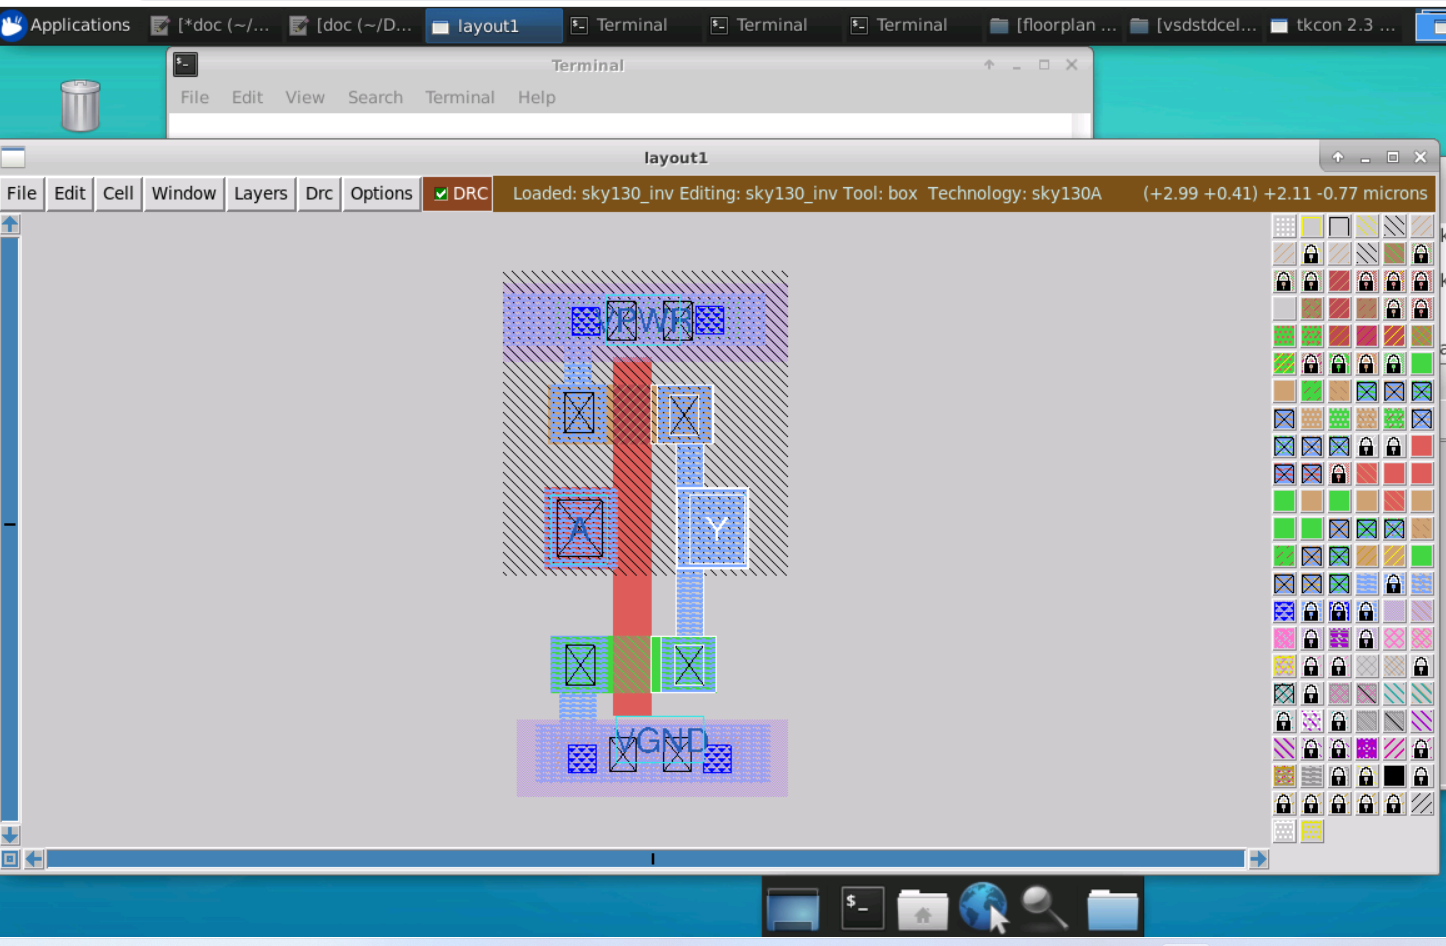 Applications [*doc (~/... [doc (~/D... layout1 Terminal Terminal Terminal [floorplan ... [vsdstdcel... tkcon 2.3 ...
Terminal
File Edit View Search Terminal Help
layout1
File Edit Cell Window Layers Drc Options DRC Loaded: sky130_inv Editing: sky130_inv Tool: box Technology: sky130A (+2.99 +0.41) +2.11 -0.77 microns
VPWR
A Y
VGND